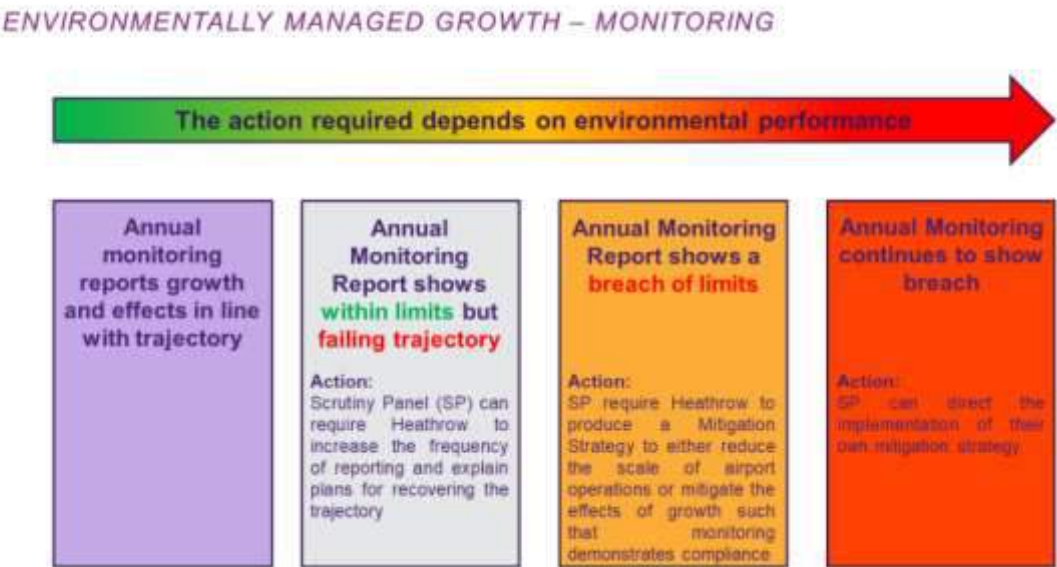 ENVIRONMENTALLY MANAGED GROWTH – MONITORING
The action required depends on environmental performance
Annual
monitoring
reports growth
and effects in line
with trajectory
Annual
Monitoring
Report shows
within limits but
failing trajectory
Action:
Scrutiny Panel (SP) can
require Heathrow to
increase the frequency
of reporting and explain
plans for recovering the
trajectory
Annual Monitoring
Report shows a
breach of limits
Action:
SP require Heathrow to
produce a Mitigation
Strategy to either reduce
the scale of airport
operations or mitigate the
effects of growth such
that monitoring
demonstrates compliance
Annual Monitoring
continues to show
breach
Action:
SP can direct the
implementation of their
own mitigation strategy